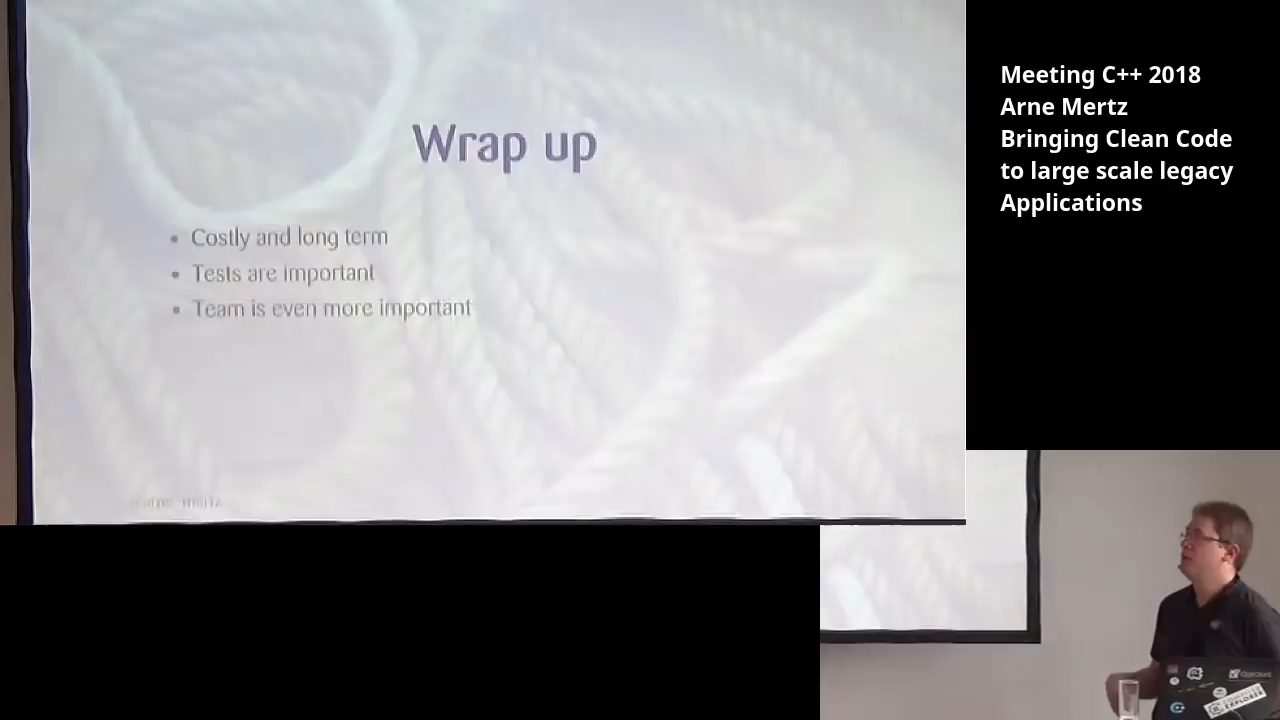 Wrap up
Costly and long term
Tests are important
Team is even more important
Meeting C++ 2018
Arne Mertz
Bringing Clean Code
to large scale legacy
Applications
EXPLORER